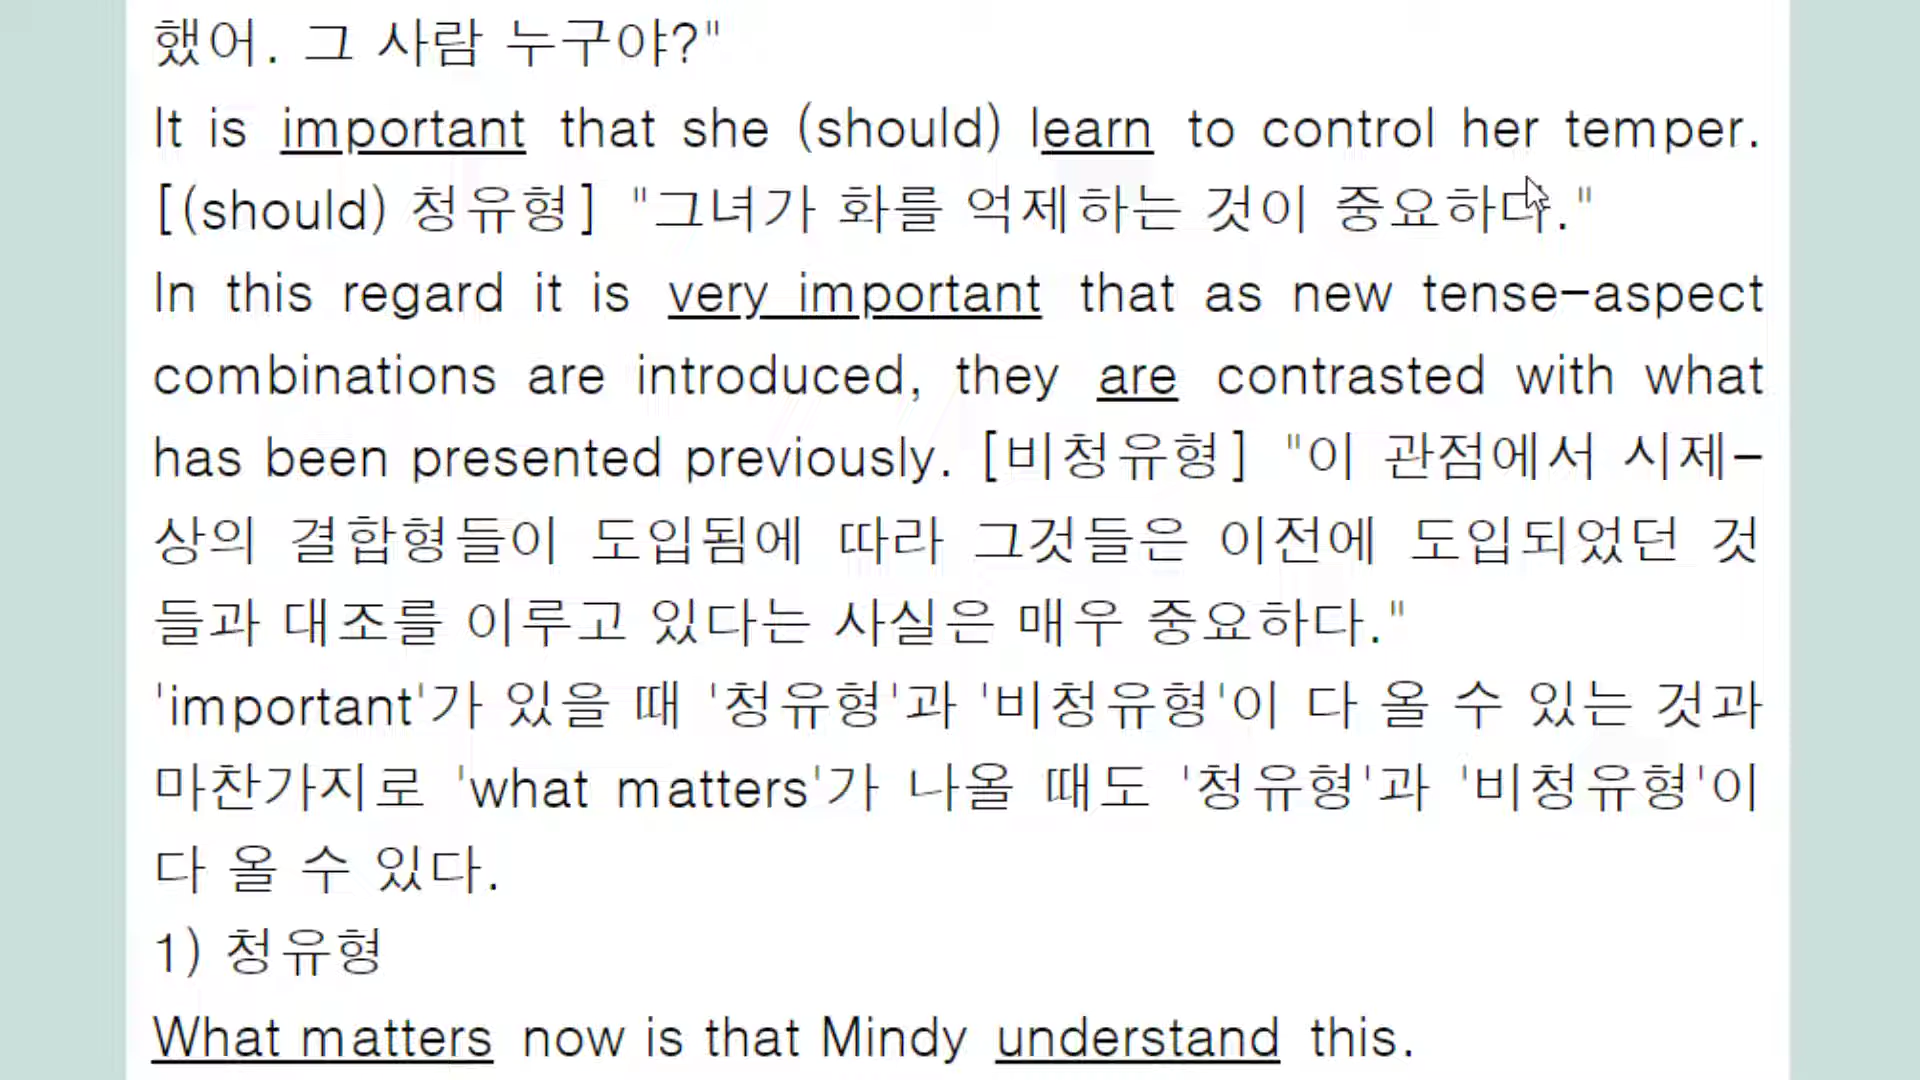 했어. 그 사람 누구야?"
It is important that she (should) learn to control her temper.
[(should) 청유형] "그녀가 화를 억제하는 것이 중요하다."
In this regard it is very important that as new tense-aspect
combinations are introduced, they are contrasted with what
has been presented previously. [비청유형] "이 관점에서 시제-
상의 결합형들이 도입됨에 따라 그것들은 이전에 도입되었던 것
들과 대조를 이루고 있다는 사실은 매우 중요하다."
'important'가 있을 때 '청유형'과 '비청유형'이 다 올 수 있는 것과
마찬가지로 'what matters'가 나올 때도 '청유형'과 '비청유형'이
다 올 수 있다.
1) 청유형
What matters now is that Mindy understand this.